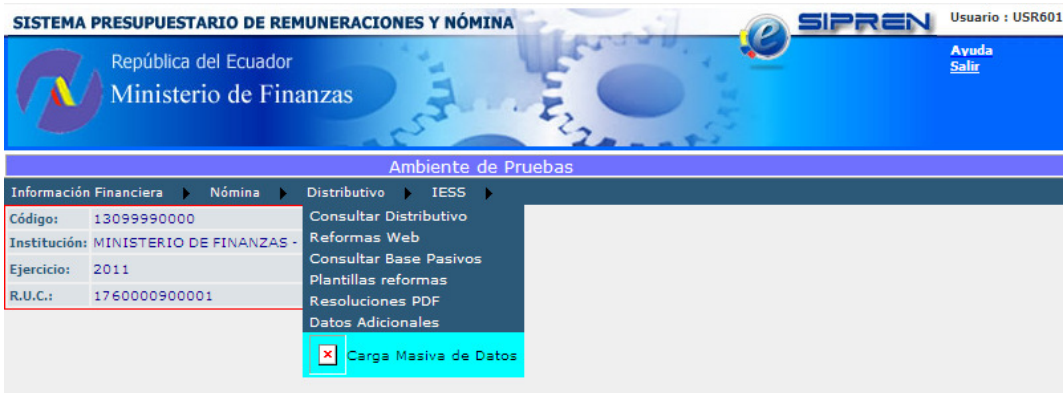 SISTEMA PRESUPUESTARIO DE REMUNERACIONES Y NÓMINA
e SIPREN
Usuario : USR601
República del Ecuador
Ministerio de Finanzas
Ayuda
Salir
Ambiente de Pruebas
Información Financiera Nómina Distributivo IESS
Código: 13099990000
Institución: MINISTERIO DE FINANZAS -
Ejercicio: 2011
R.U.C.: 1760000900001
Consultar Distributivo
Reformas Web
Consultar Base Pasivos
Plantillas reformas
Resoluciones PDF
Datos Adicionales
Carga Masiva de Datos